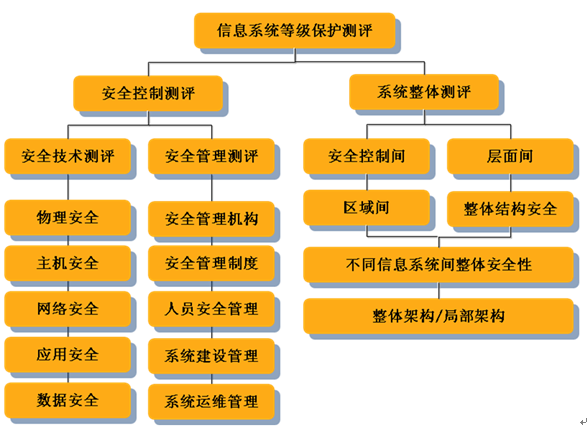 信息系统等级保护测评
安全控制测评
系统整体测评
安全技术测评
安全管理测评
安全控制间
层面间
物理安全
安全管理机构
区域间
整体结构安全
主机安全
安全管理制度
不同信息系统间整体安全性
网络安全
人员安全管理
整体架构/局部架构
应用安全
系统建设管理
数据安全
系统运维管理